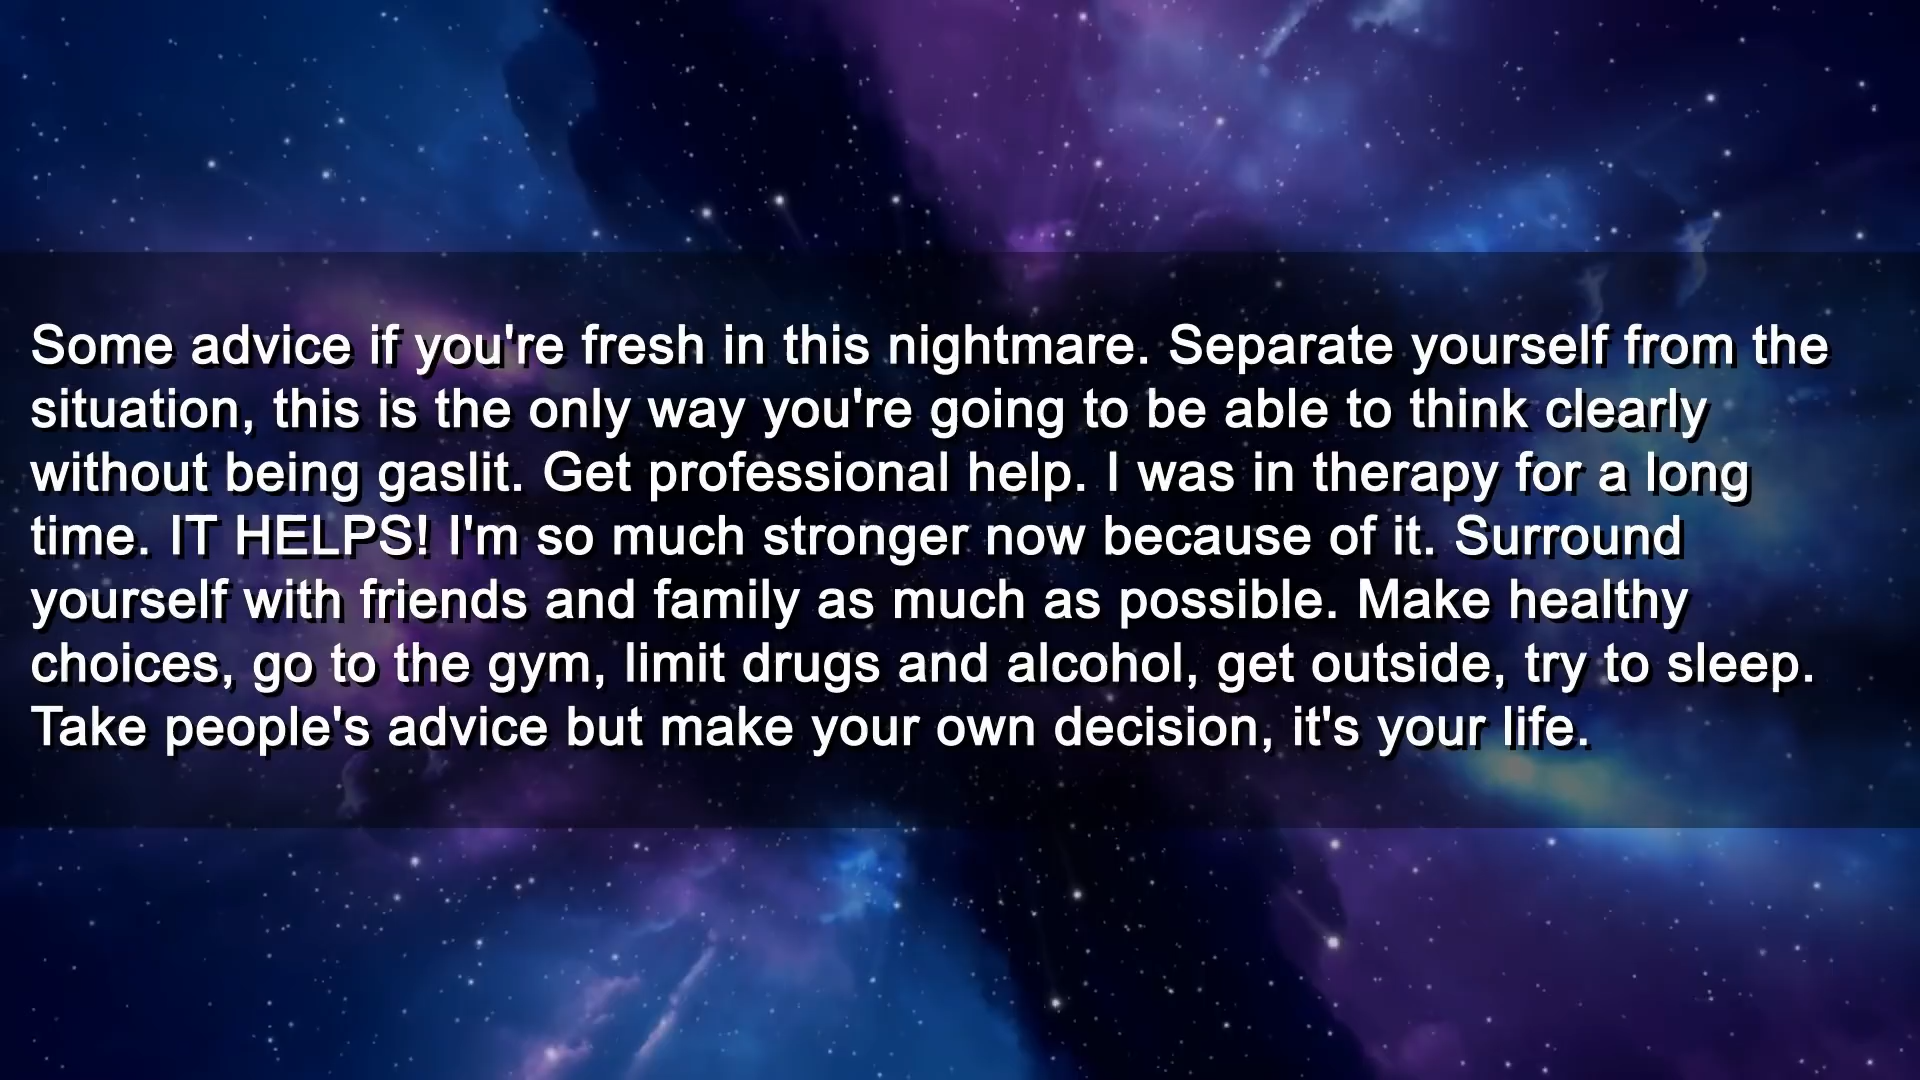 Some advice if you're fresh in this nightmare. Separate yourself from the
situation, this is the only way you're going to be able to think clearly
without being gaslit. Get professional help. I was in therapy for a long
time. IT HELPS! I'm so much stronger now because of it. Surround
yourself with friends and family as much as possible. Make healthy
choices, go to the gym, limit drugs and alcohol, get outside, try to sleep.
Take people's advice but make your own decision, it's your life.